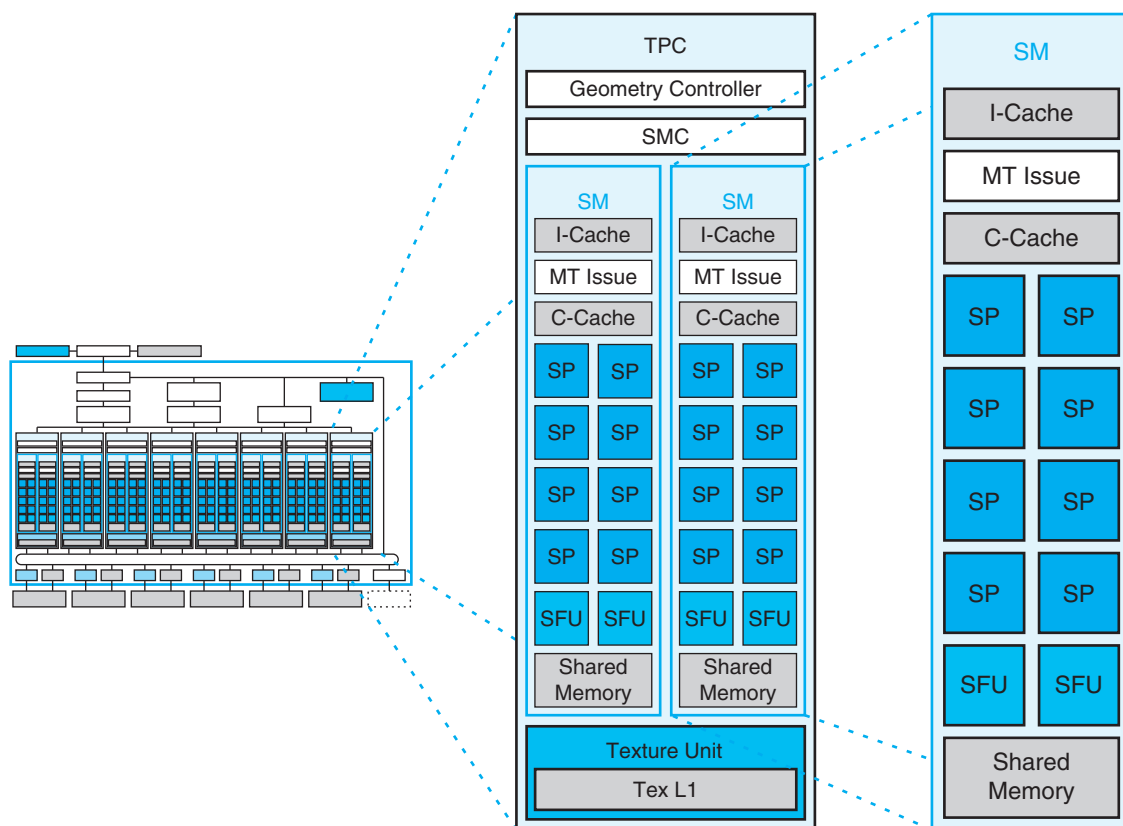 TPC
Geometry Controller
SMC
SM
I-Cache
MT Issue
C-Cache
SP SP
SP SP
SP SP
SP SP
SFU SFU
Shared
Memory
SM
I-Cache
MT Issue
C-Cache
SP SP
SP SP
SP SP
SP SP
SFU SFU
Shared
Memory
Texture Unit
Tex L1
SM
I-Cache
MT Issue
C-Cache
SP SP
SP SP
SP SP
SP SP
SFU SFU
Shared
Memory